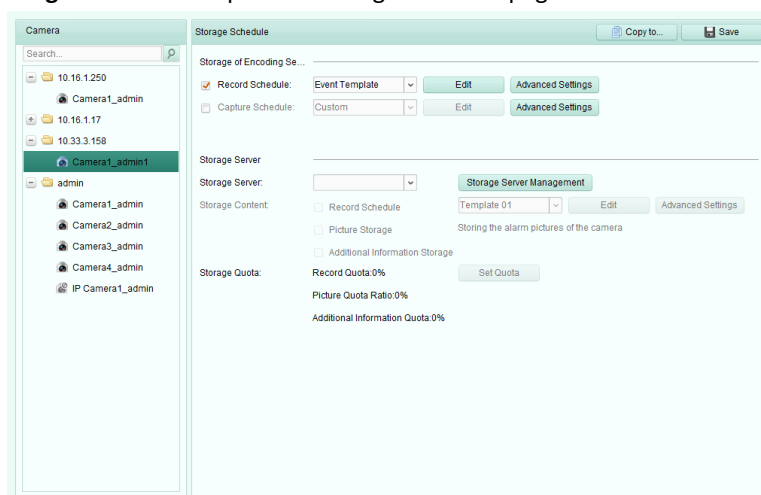 Camera
Search...
10.16.1.250
Camera1_admin
10.16.1.17
10.33.3.158
Camera1_admin1
admin
Camera1_admin
Camera2_admin
Camera3_admin
Camera4_admin
IP Camera1_admin
Storage Schedule
Copy to...
Save
Storage of Encoding Se...
Record Schedule: Event Template Edit Advanced Settings
Capture Schedule: Custom Edit Advanced Settings
Storage Server
Storage Server: Storage Server Management
Storage Content: Record Schedule Template 01 Edit Advanced Settings
Picture Storage Storing the alarm pictures of the camera
Additional Information Storage
Storage Quota: Record Quota:0% Set Quota
Picture Quota Ratio:0%
Additional Information Quota:0%